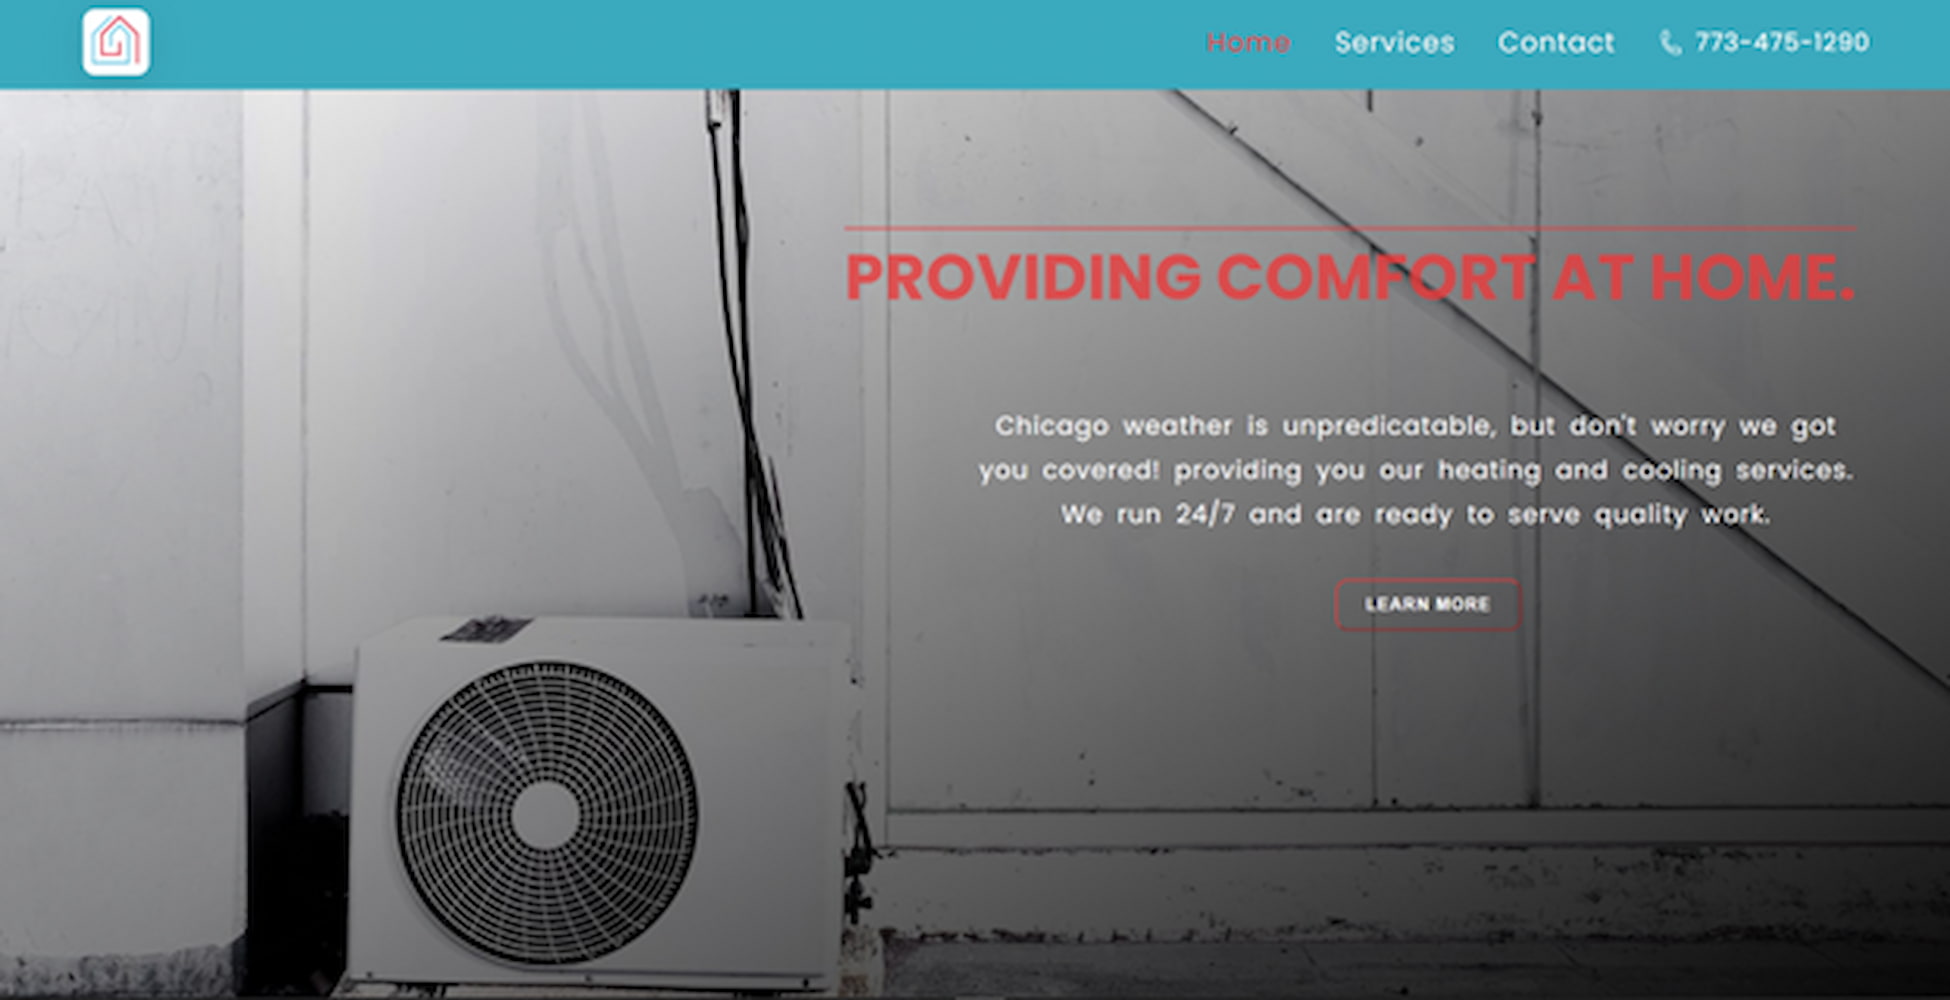 Home Services Contact 773-475-1290
PROVIDING COMFORT AT HOME.
Chicago weather is unpredicatable, but don't worry we got
you covered! providing you our heating and cooling services.
We run 24/7 and are ready to serve quality work.
LEARN MORE